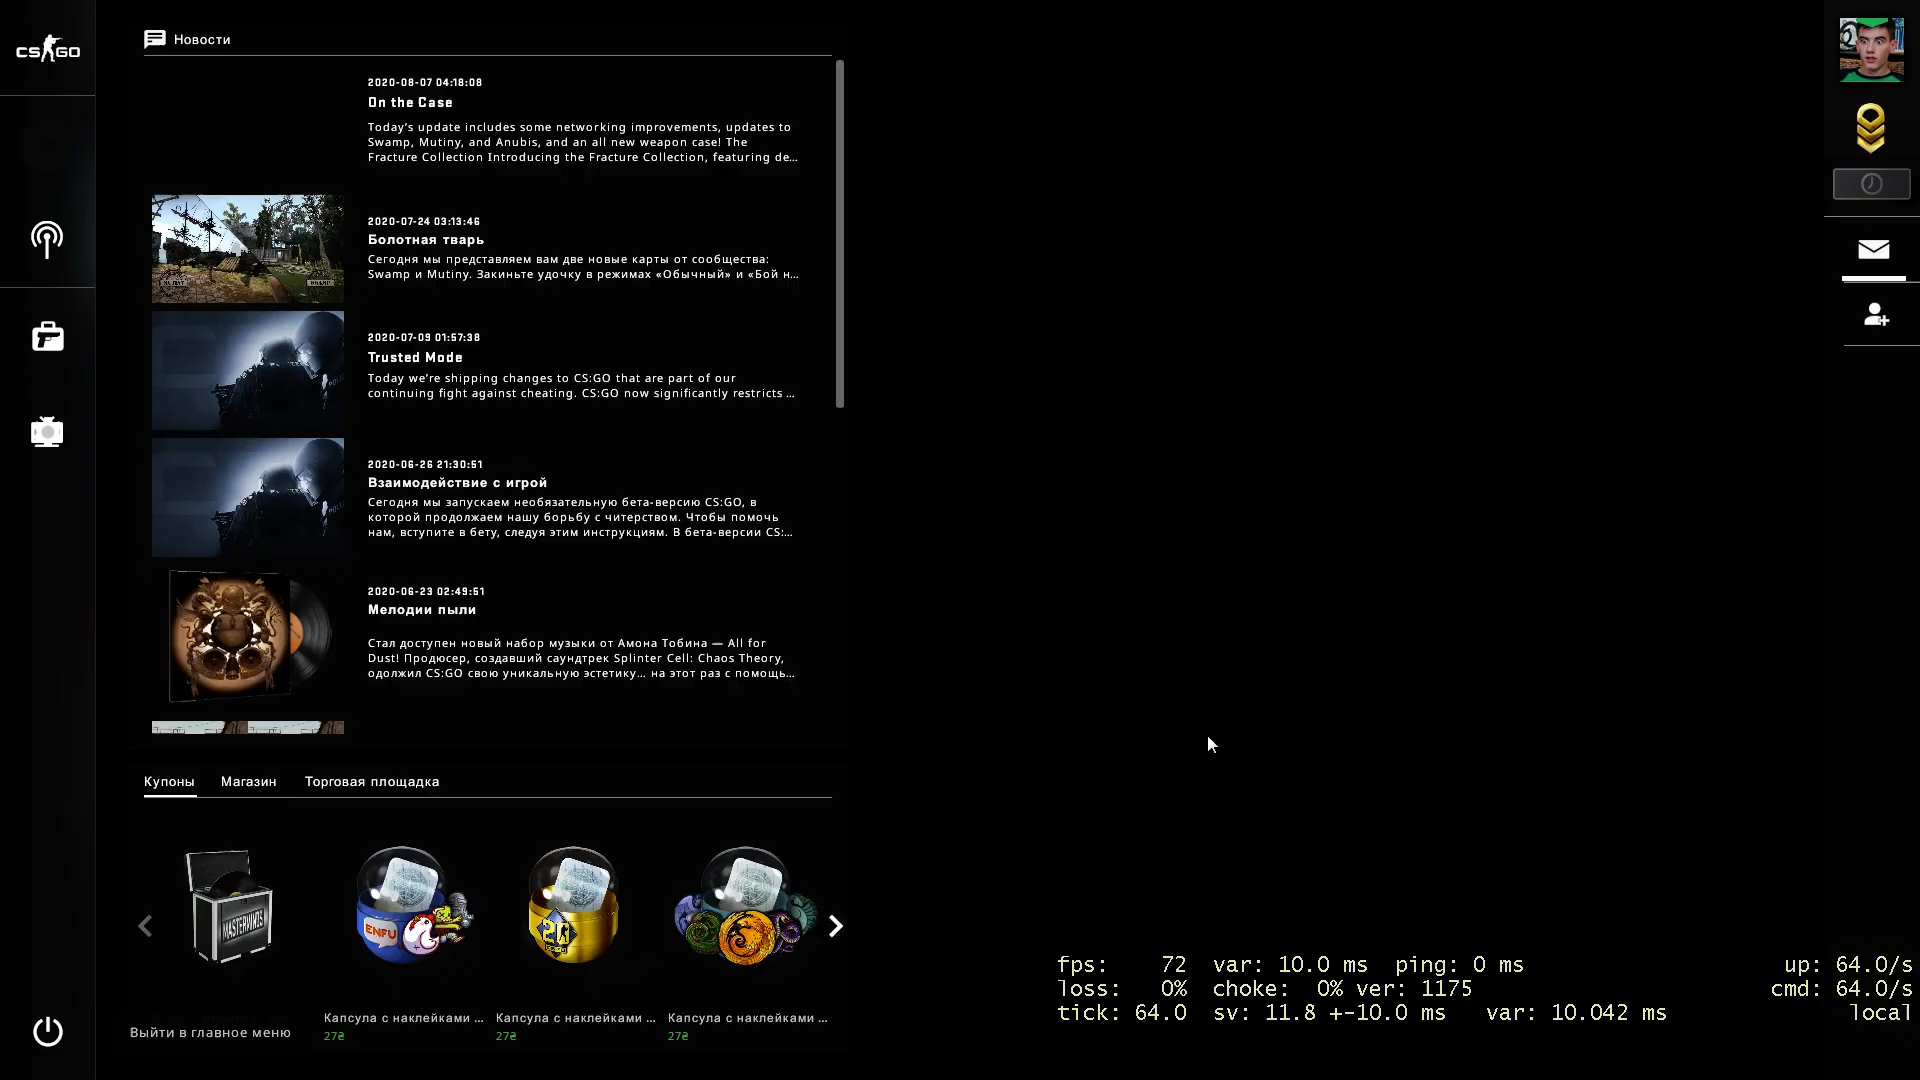 CS GO
Новости
2020-08-07 04:18:08
On the Case
Today's update includes some networking improvements, updates to
Swamp, Mutiny, and Anubis, and an all new weapon case! The
Fracture Collection Introducing the Fracture Collection, featuring de...
2020-07-24 03:13:46
Болотная тварь
Сегодня мы представляем вам две новые карты от сообщества:
Swamp и Mutiny. Закиньте удочку в режимах «Обычный» и «Бой н...
2020-07-09 01:57:38
Trusted Mode
Today we're shipping changes to CS:GO that are part of our
continuing fight against cheating. CS:GO now significantly restricts ...
2020-06-26 21:30:51
Взаимодействие с игрой
Сегодня мы запускаем необязательную бета-версию CS:GO, в
которой продолжаем нашу борьбу с читерством. Чтобы помочь
нам, вступите в бету, следуя этим инструкциям. В бета-версии CS:...
2020-06-23 02:49:51
Мелодии пыли
Стал доступен новый набор музыки от Амона Тобина — All for
Dust! Продюсер, создавший саундтрек Splinter Cell: Chaos Theory,
одолжил CS:GO свою уникальную эстетику... на этот раз с помощь...
Купоны Магазин Торговая площадка
MASTERMINDS
ENFU
20
Капсула с наклейками ... Капсула с наклейками ... Капсула с наклейками ...
27₴ 27₴ 27₴
Выйти в главное меню
fps: 72 var: 10.0 ms ping: 0 ms up: 64.0/s
loss: 0% choke: 0% ver: 1175 cmd: 64.0/s
tick: 64.0 sv: 11.8 +-10.0 ms var: 10.042 ms local